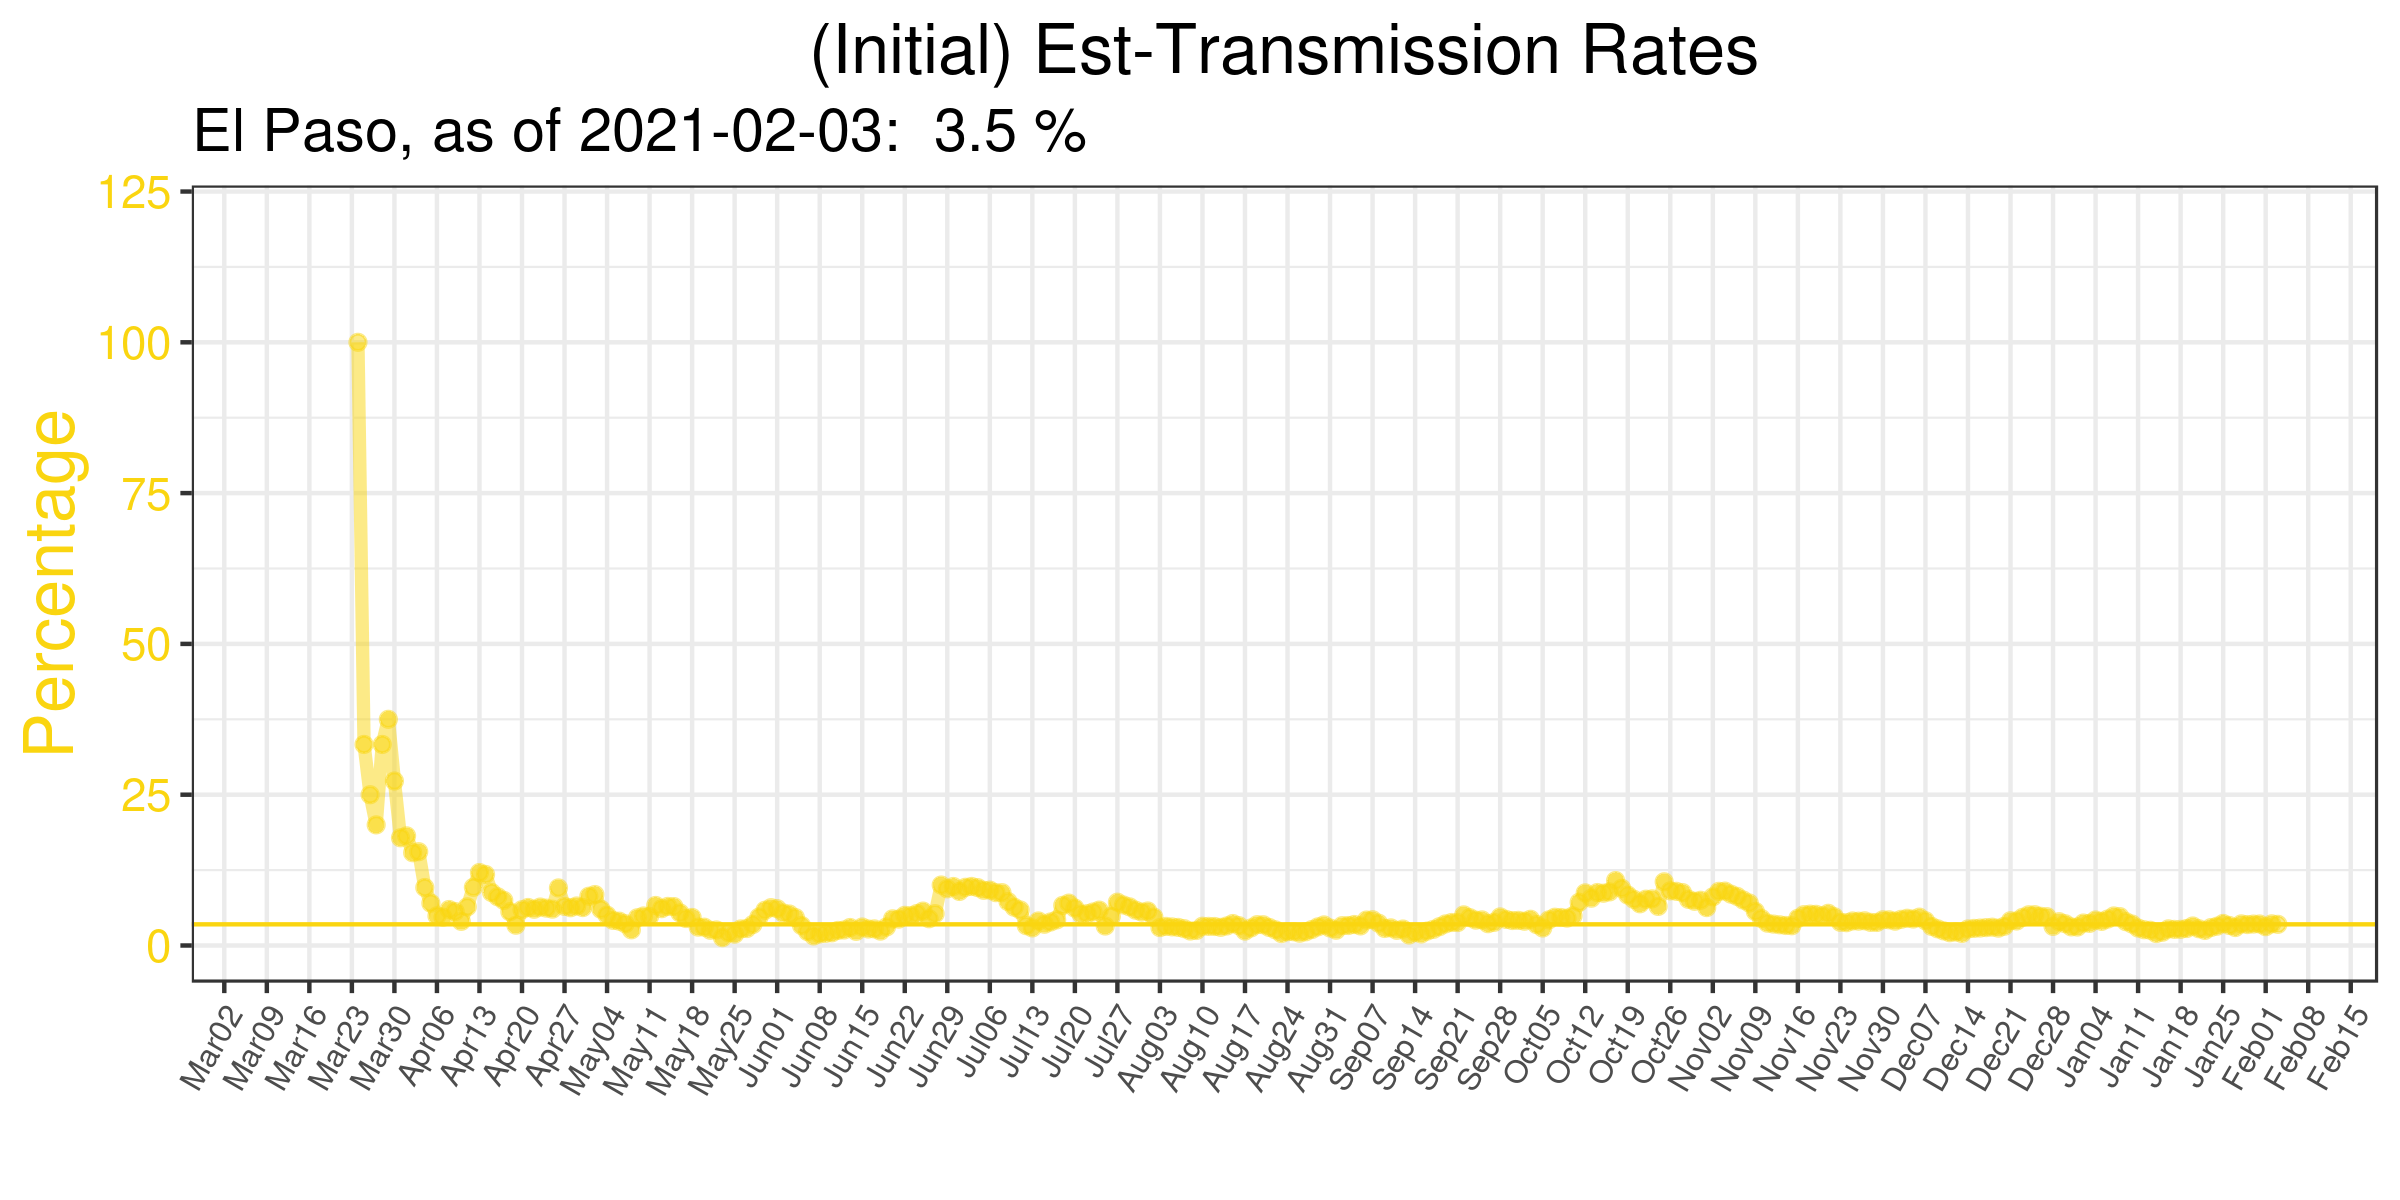 (Initial) Est-Transmission Rates
El Paso, as of 2021-02-03:  3.5 %
Percentage
125
100
75
50
25
0
Mar02
Mar09
Mar16
Mar23
Mar30
Apr06
Apr13
Apr20
Apr27
May04
May11
May18
May25
Jun01
Jun08
Jun15
Jun22
Jun29
Jul06
Jul13
Jul20
Jul27
Aug03
Aug10
Aug17
Aug24
Aug31
Sep07
Sep14
Sep21
Sep28
Oct05
Oct12
Oct19
Oct26
Nov02
Nov09
Nov16
Nov23
Nov30
Dec07
Dec14
Dec21
Dec28
Jan04
Jan11
Jan18
Jan25
Feb01
Feb08
Feb15